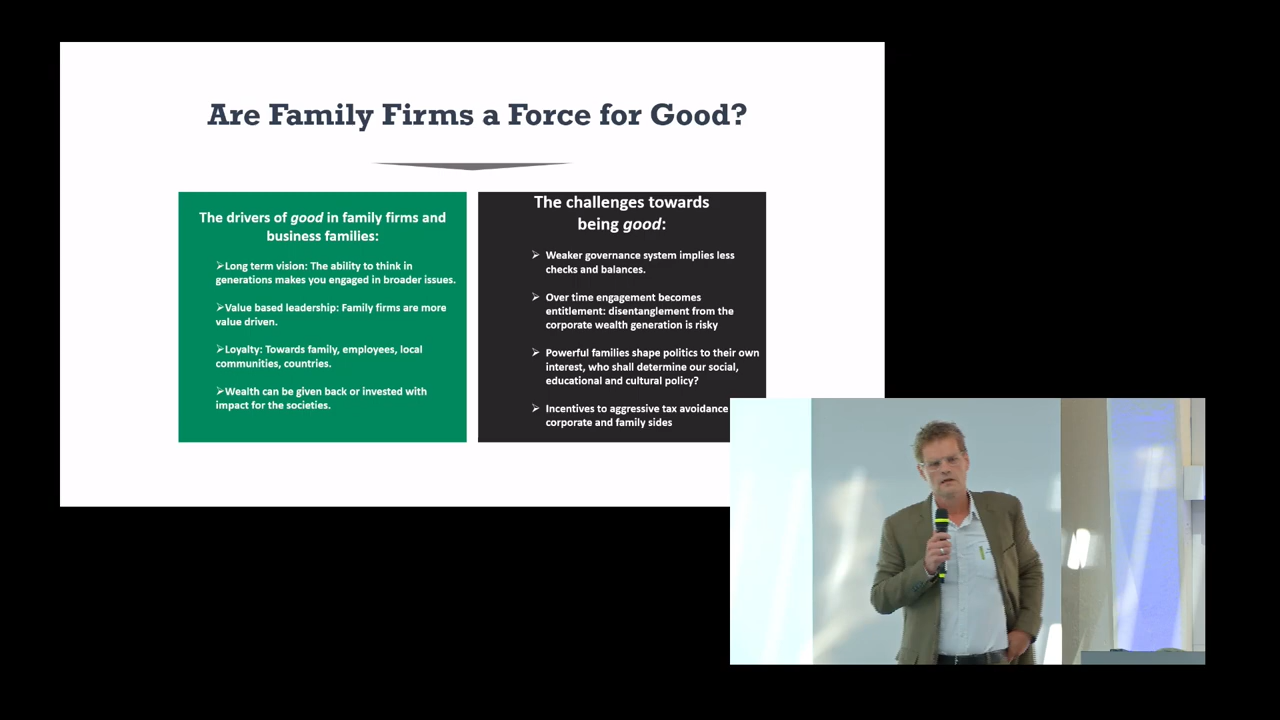 Are Family Firms a Force for Good?
The drivers of good in family firms and
business families:
➢Long term vision: The ability to think in
generations makes you engaged in broader issues.
➢Value based leadership: Family firms are more
value driven.
➢Loyalty: Towards family, employees, local
communities, countries.
➢Wealth can be given back or invested with
impact for the societies.
The challenges towards
being good:
➢ Weaker governance system implies less
checks and balances.
➢ Over time engagement becomes
entitlement: disentanglement from the
corporate wealth generation is risky
➢ Powerful families shape politics to their own
interest, who shall determine our social,
educational and cultural policy?
➢ Incentives to aggressive tax avoidance
corporate and family sides